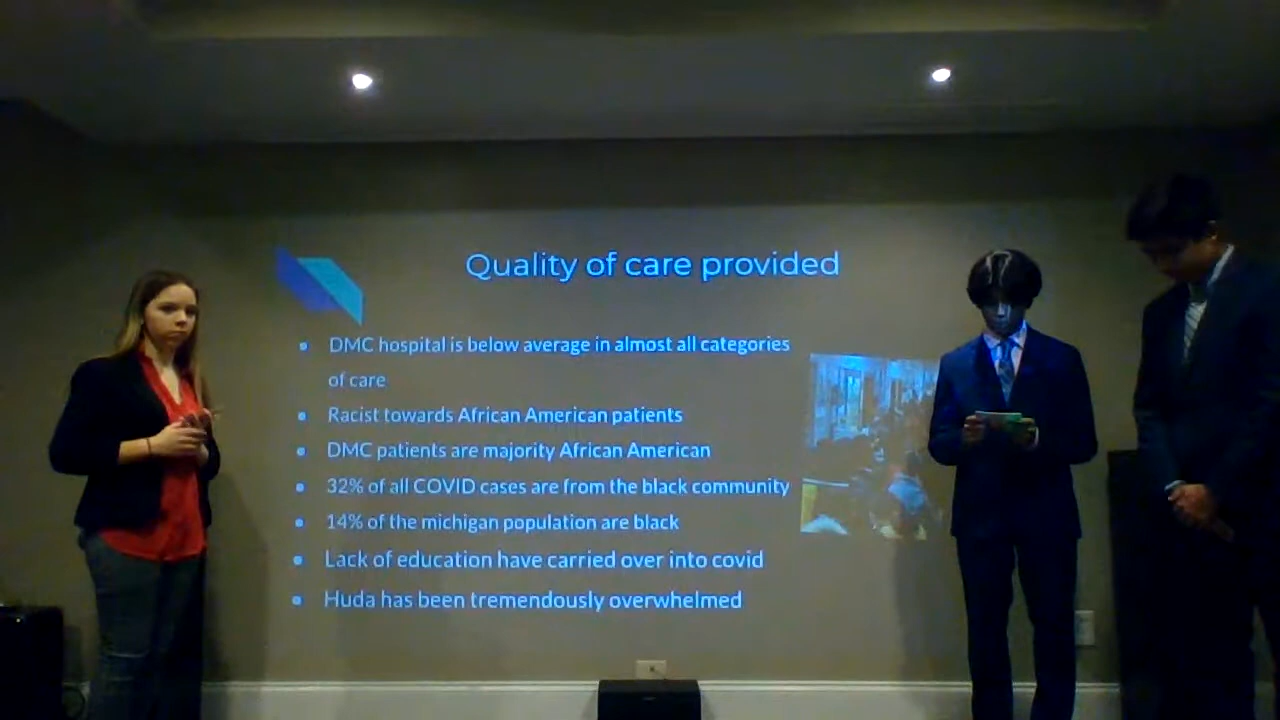 Quality of care provided
DMC hospital is below average in almost all categories
of care
Racist towards African American patients
DMC patients are majority African American
32% of all COVID cases are from the black community
14% of the michigan population are black
Lack of education have carried over into covid
Huda has been tremendously overwhelmed